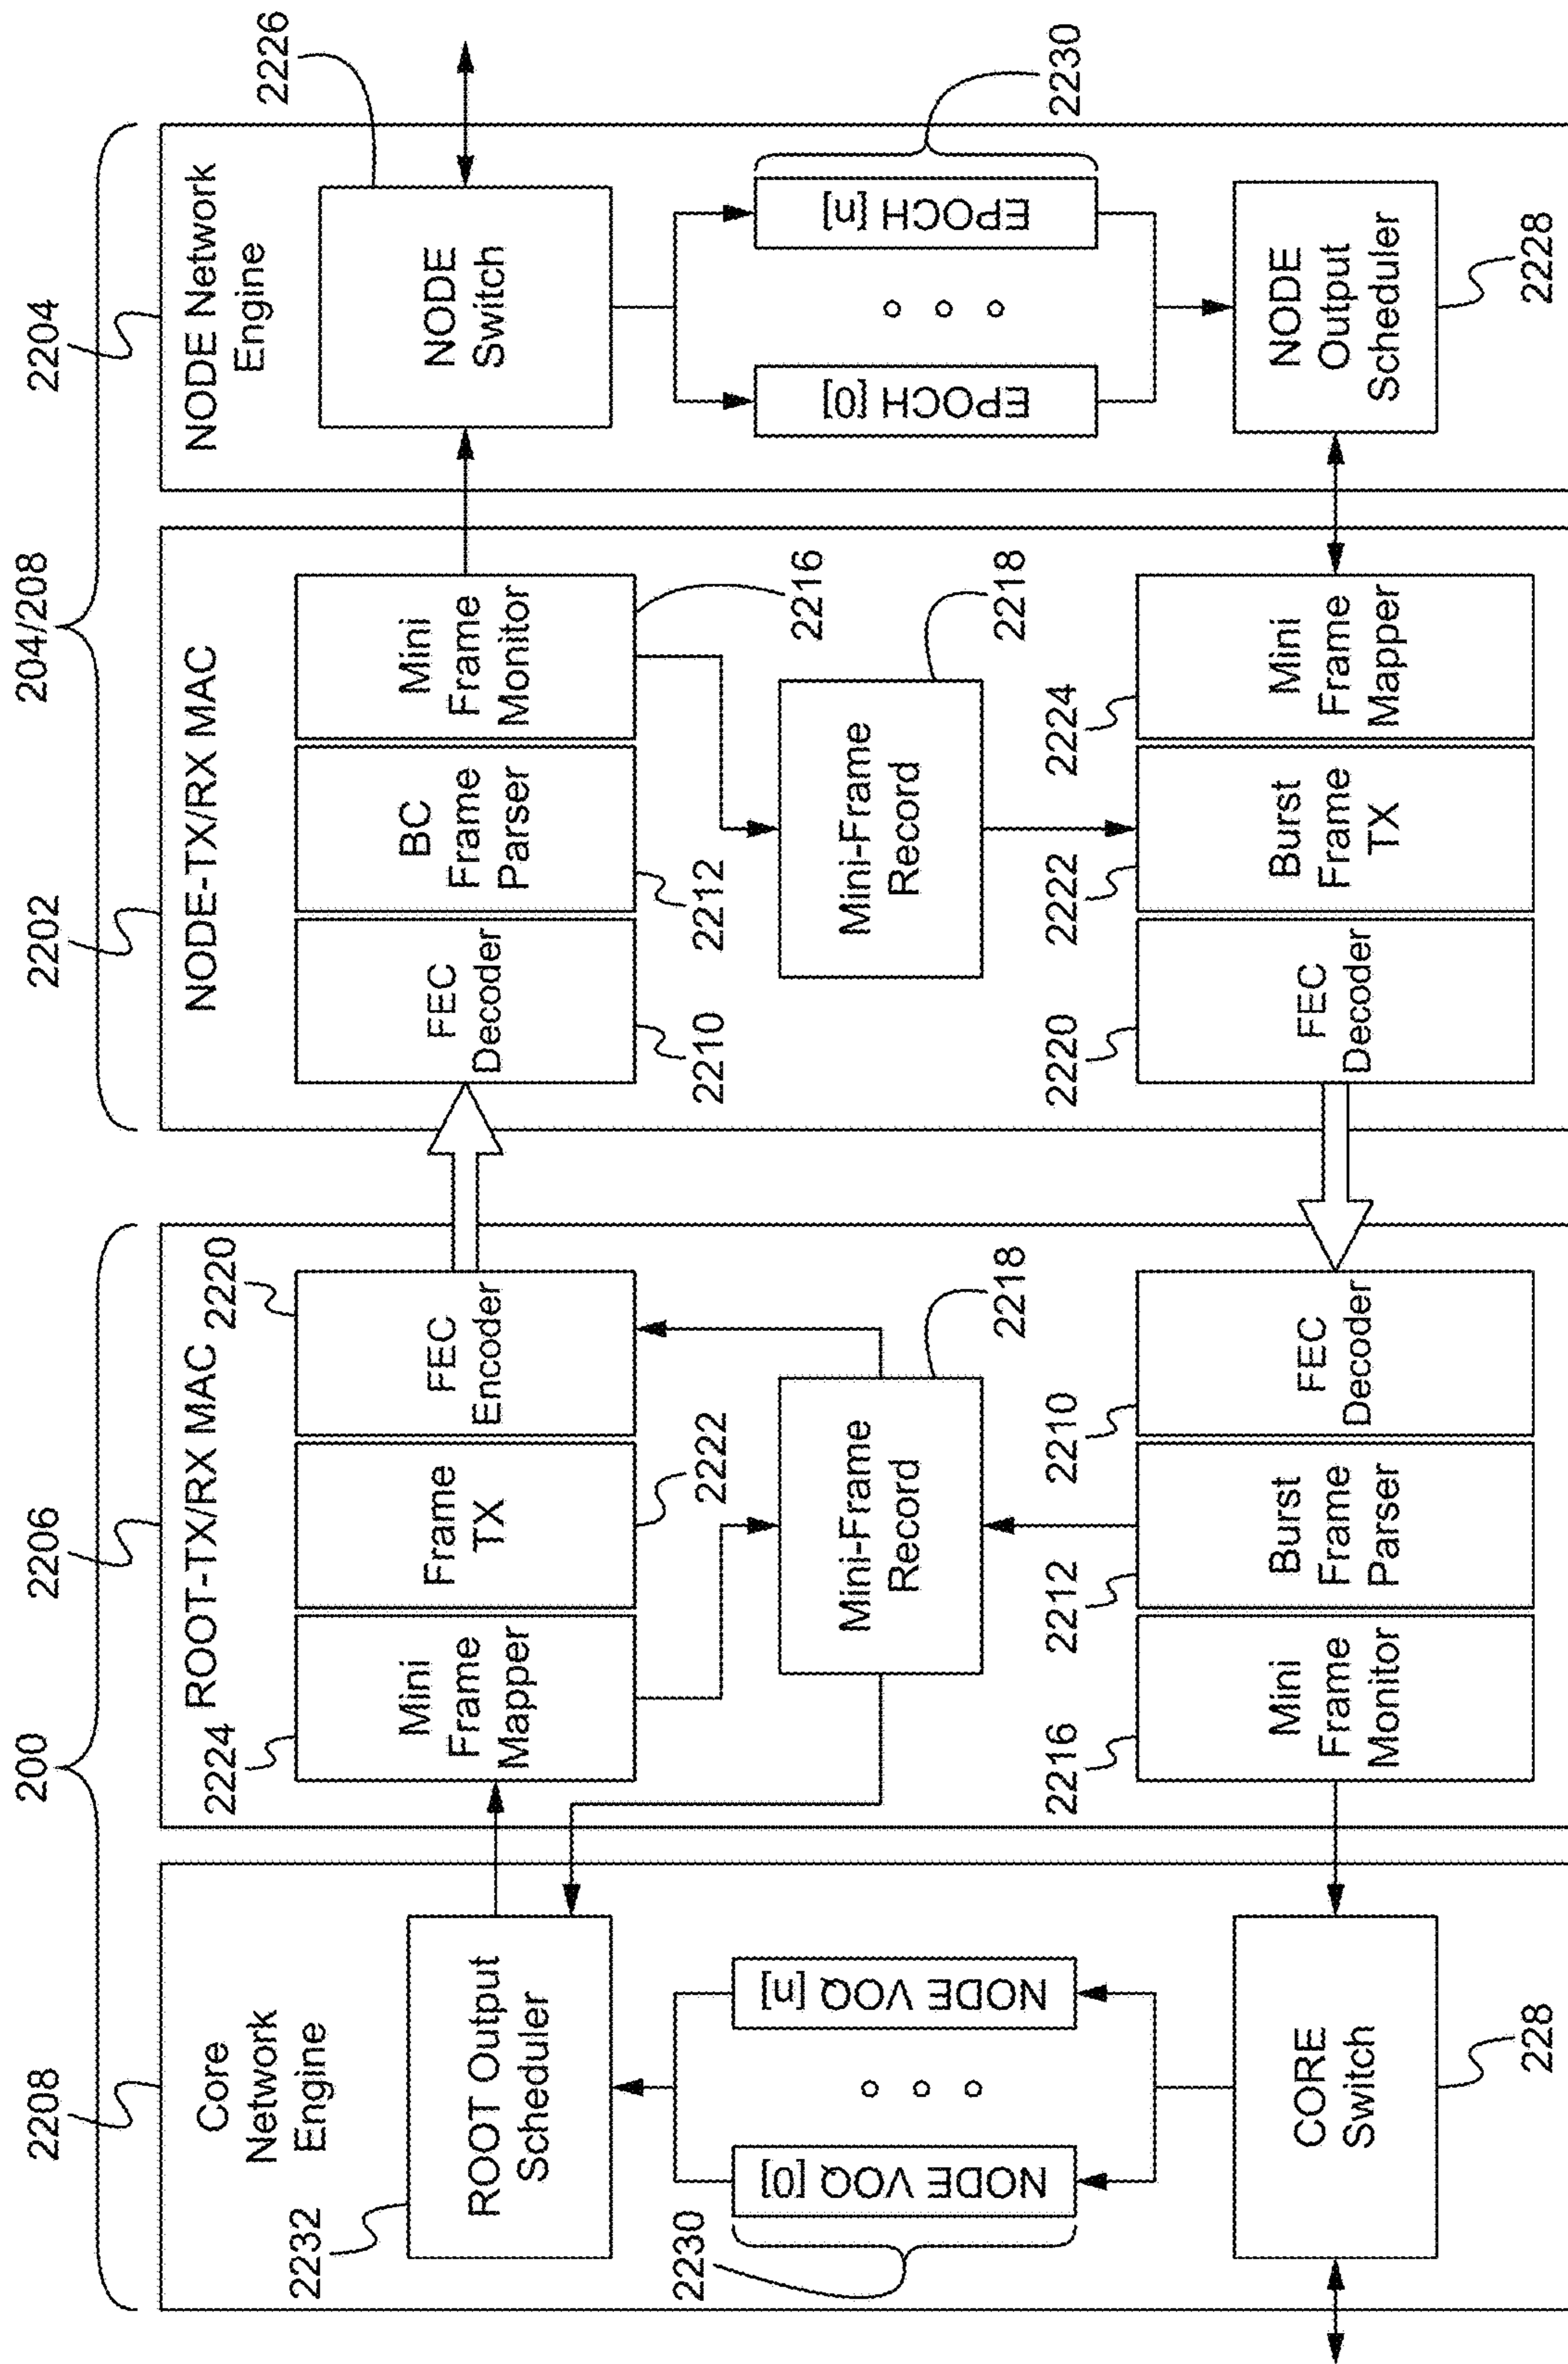 200
204/208
2208
2206
2202
2204
Core
Network
Engine
2232
ROOT Output
Scheduler
2230
NODE VOQ [0]
NODE VOQ [n]
CORE
Switch
228
ROOT-TX/RX MAC
2224
Mini
Frame
Mapper
Frame
TX
2222
FEC
Encoder
2220
Mini-Frame
Record
2218
2216
Mini
Frame
Monitor
2212
Burst
Frame
Parser
2210
FEC
Decoder
NODE-TX/RX MAC
FEC
Decoder
2210
BC
Frame
Parser
2212
Mini
Frame
Monitor
2216
Mini-Frame
Record
2218
2220
FEC
Decoder
2222
Burst
Frame
TX
2224
Mini
Frame
Mapper
NODE Network
Engine
2226
NODE
Switch
EPOCH [0]
EPOCH [n]
2230
NODE
Output
Scheduler
2228